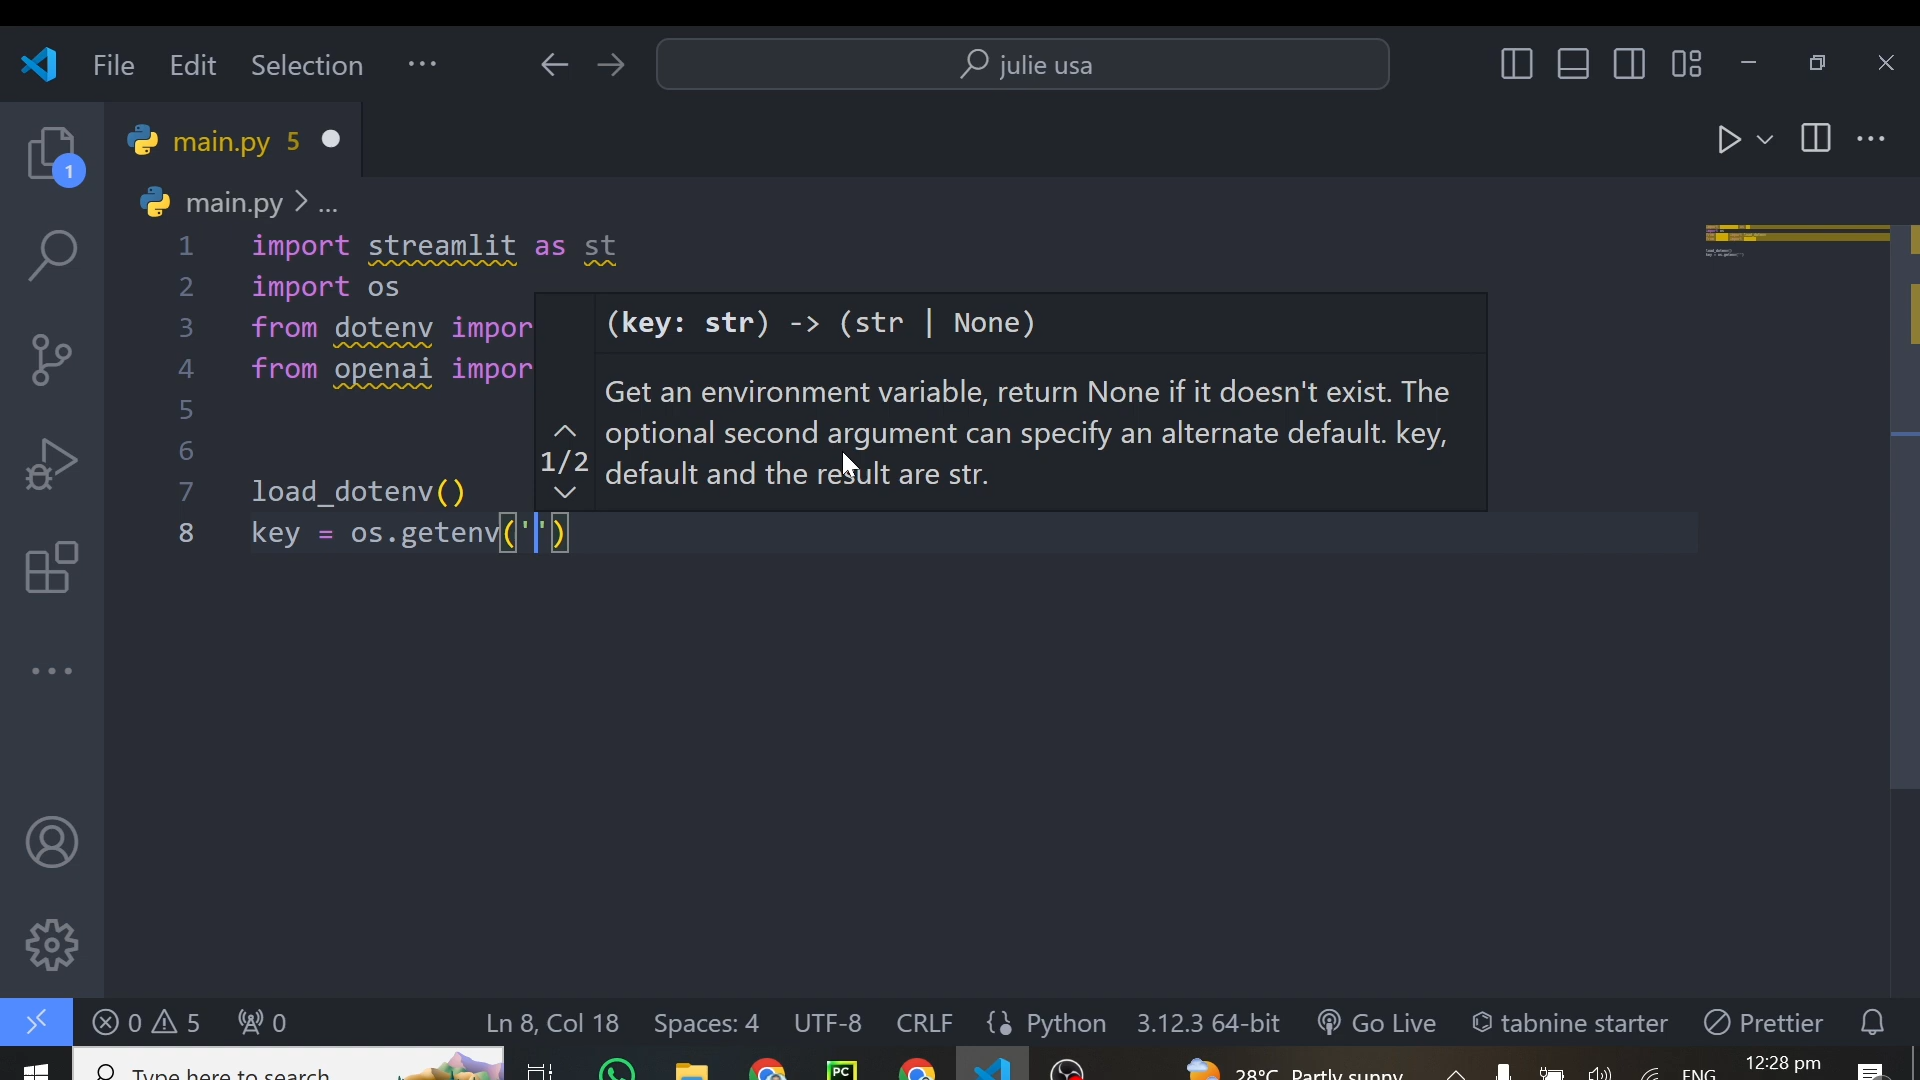 File Edit Selection ···
julie usa
main.py 5
1
main.py > ...
1 import streamlit as st
2 import os
3 from dotenv impor
4 from openai impor
5
6
7 load_dotenv()
8 key = os.getenv('')
(key: str) -> (str | None)
1/2
Get an environment variable, return None if it doesn't exist. The
optional second argument can specify an alternate default. key,
default and the result are str.
0 5 0 Ln 8, Col 18 Spaces: 4 UTF-8 CRLF {} Python 3.12.3 64-bit Go Live tabnine starter Prettier
Type here to search PC 28°C Partly sunny ENG 12:28 pm